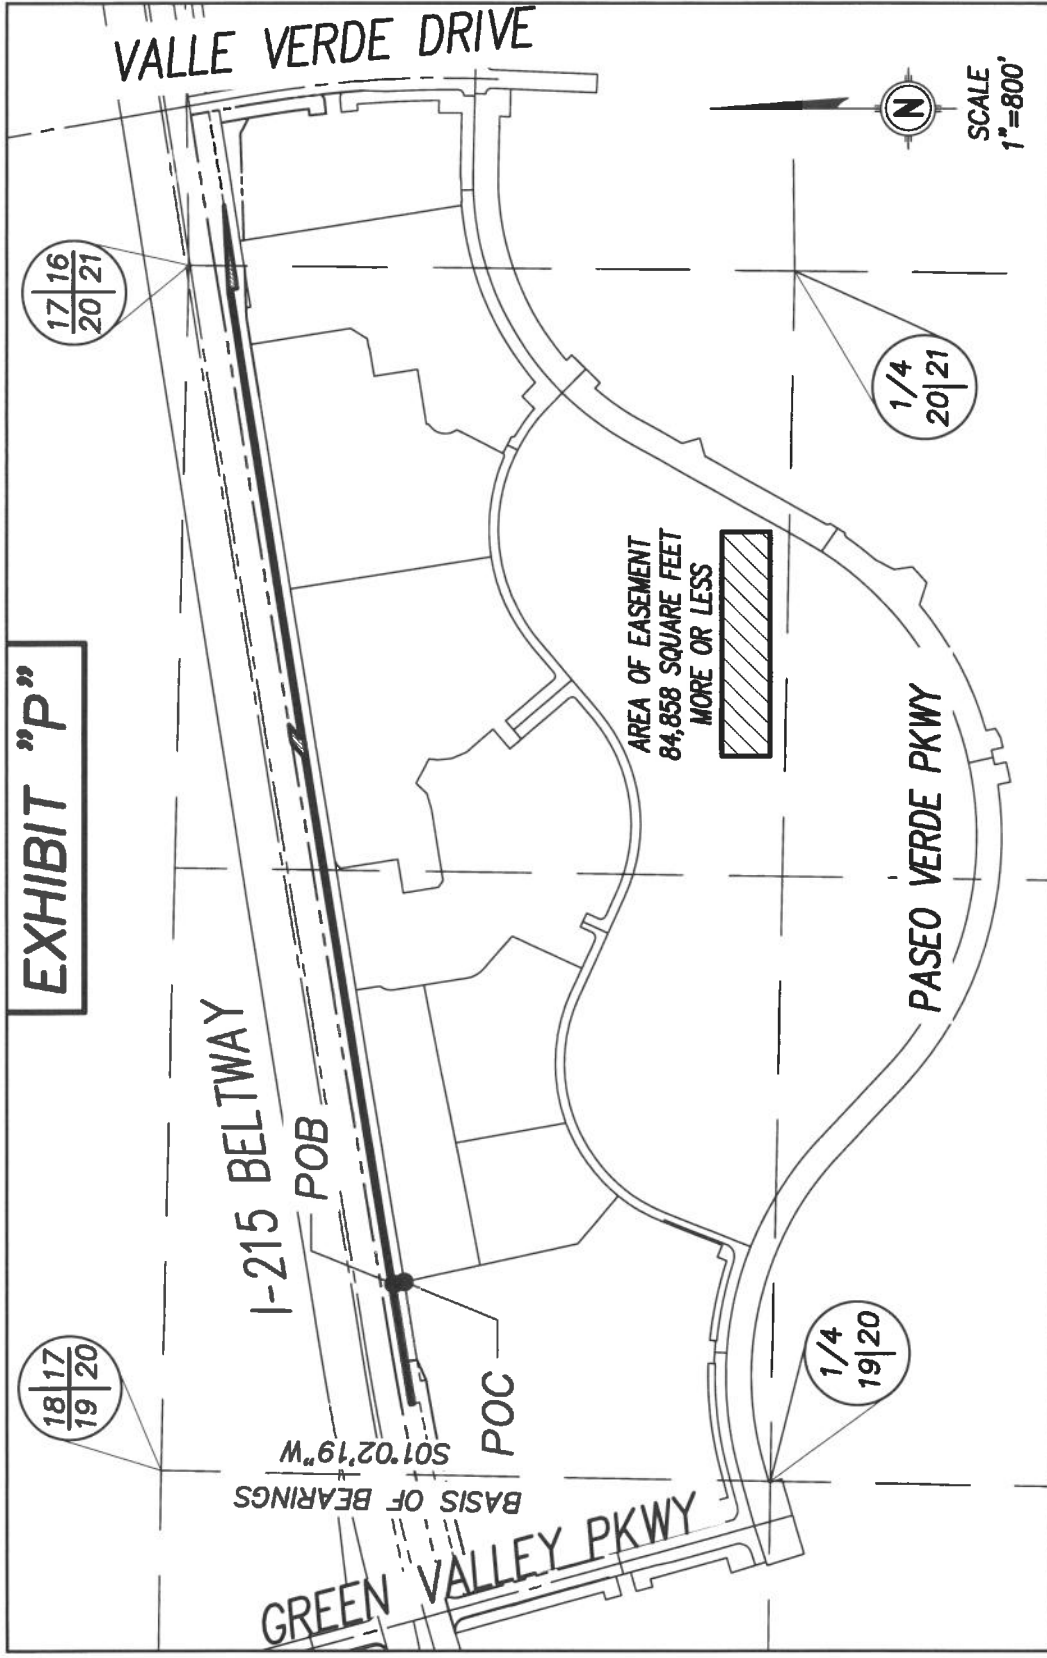 EXHIBIT "P"
VALLE VERDE DRIVE
17|16
20|21
I-215 BELTWAY
POB
18|17
19|20
N
SCALE
1"=800'
1/4
20|21
AREA OF EASEMENT
84,858 SQUARE FEET
MORE OR LESS
PASEO VERDE PKWY
1/4
19|20
POC
BASIS OF BEARINGS
S01°02'19"W
GREEN VALLEY PKWY